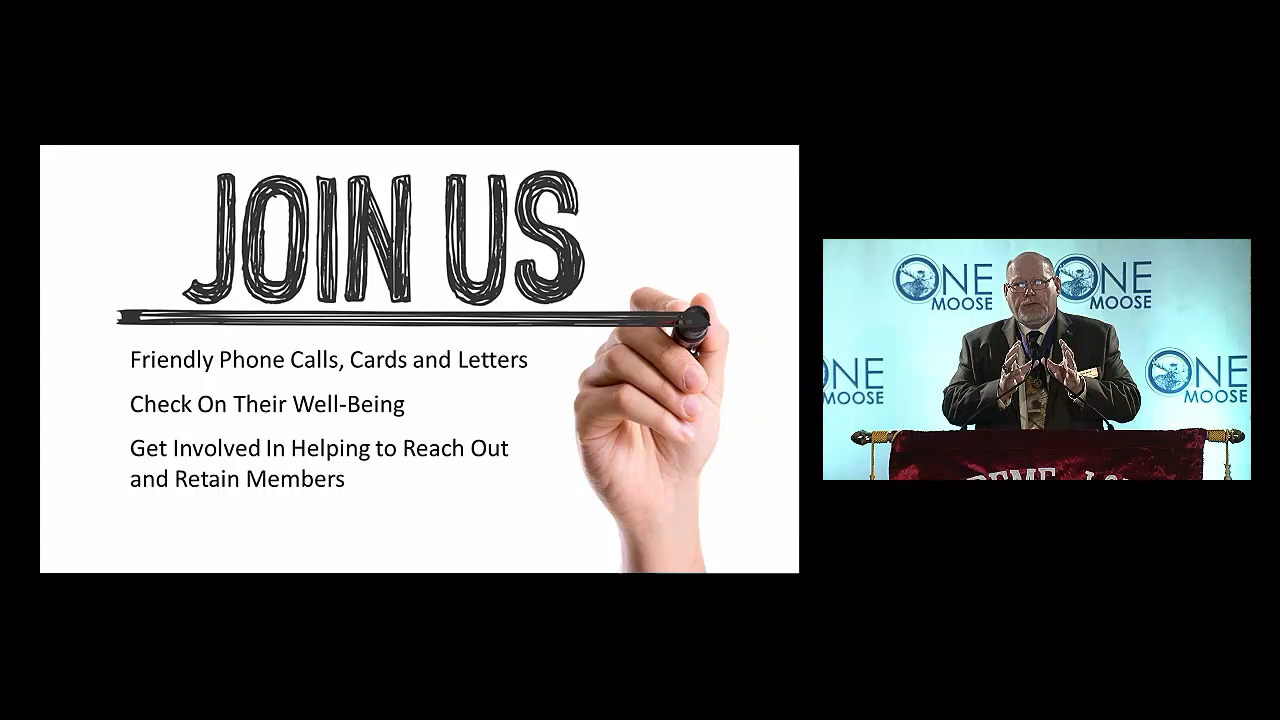 JOIN US
Friendly Phone Calls, Cards and Letters
Check On Their Well-Being
Get Involved In Helping to Reach Out
and Retain Members
ONE
MOOSE
ONE
MOOSE
ONE
MOOSE
ONE
MOOSE